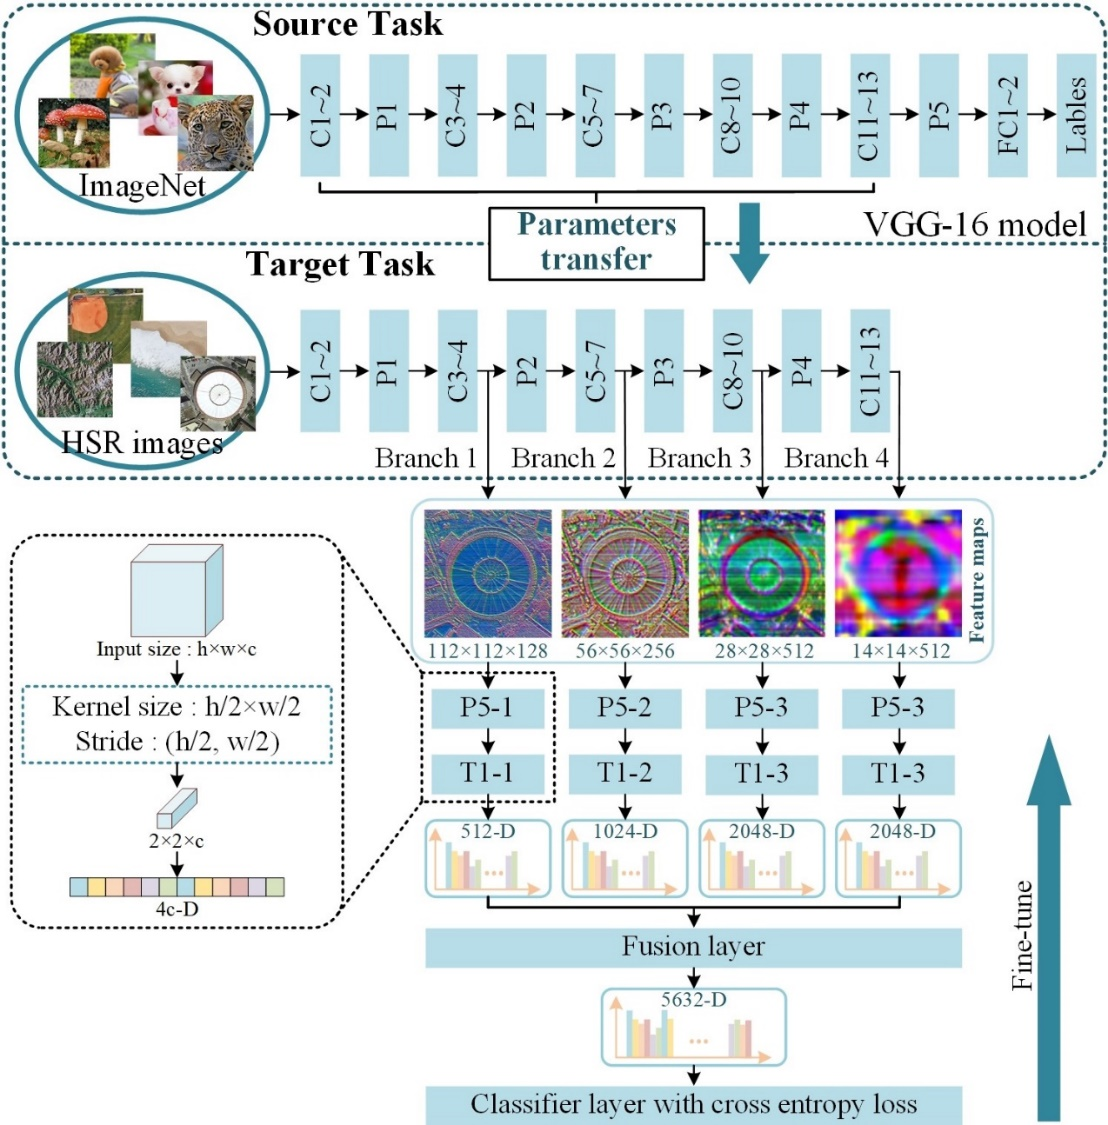 Source Task
ImageNet
C1~2
P1
C3~4
P2
C5~7
P3
C8~10
P4
C11~13
P5
FC1~2
Lables
VGG-16 model
Parameters
transfer
Target Task
HSR images
C1~2
P1
C3~4
P2
C5~7
P3
C8~10
P4
C11~13
Branch 1
Branch 2
Branch 3
Branch 4
Feature maps
112×112×128
56×56×256
28×28×512
14×14×512
Input size : h×w×c
Kernel size : h/2×w/2
Stride : (h/2, w/2)
2×2×c
4c-D
P5-1
P5-2
P5-3
P5-3
T1-1
T1-2
T1-3
T1-3
512-D
1024-D
2048-D
2048-D
Fusion layer
5632-D
Classifier layer with cross entropy loss
Fine-tune